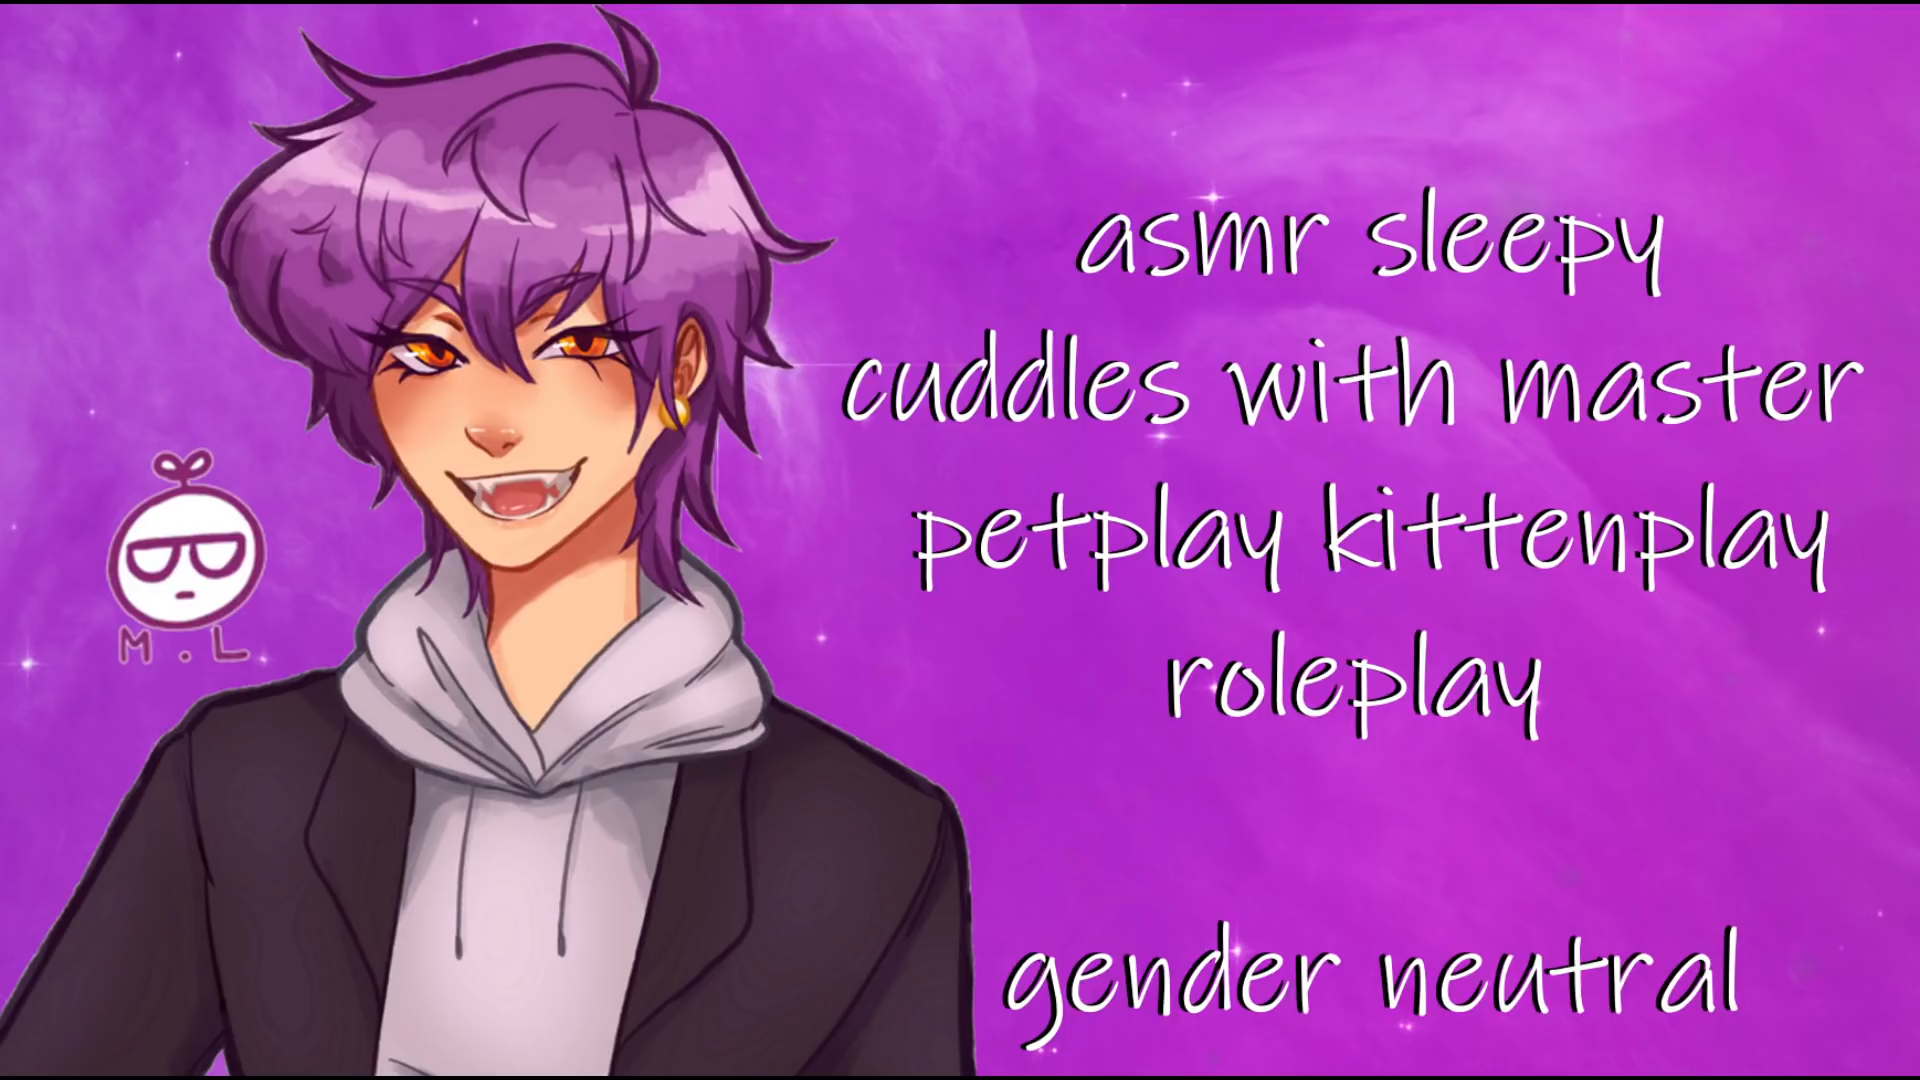 asmr sleepy
cuddles with master
petplay kittenplay
roleplay
gender neutral
M.L